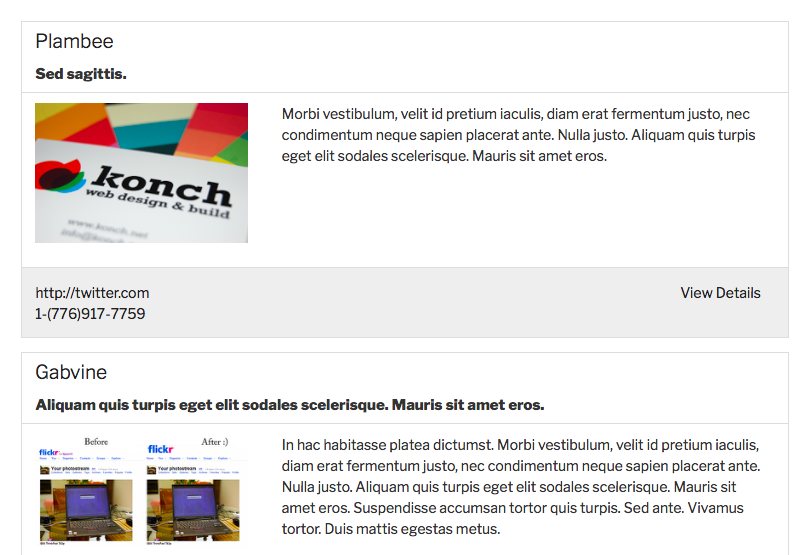 Plambee
Sed sagittis.
konch
web design & build
www.konch.net
Morbi vestibulum, velit id pretium iaculis, diam erat fermentum justo, nec
condimentum neque sapien placerat ante. Nulla justo. Aliquam quis turpis
eget elit sodales scelerisque. Mauris sit amet eros.
http://twitter.com
1-(776)917-7759
View Details
Gabvine
Aliquam quis turpis eget elit sodales scelerisque. Mauris sit amet eros.
Before
flickr
Your photostream
After :)
flickr
Your photostream
In hac habitasse platea dictumst. Morbi vestibulum, velit id pretium iaculis,
diam erat fermentum justo, nec condimentum neque sapien placerat ante.
Nulla justo. Aliquam quis turpis eget elit sodales scelerisque. Mauris sit
amet eros. Suspendisse accumsan tortor quis turpis. Sed ante. Vivamus
tortor. Duis mattis egestas metus.